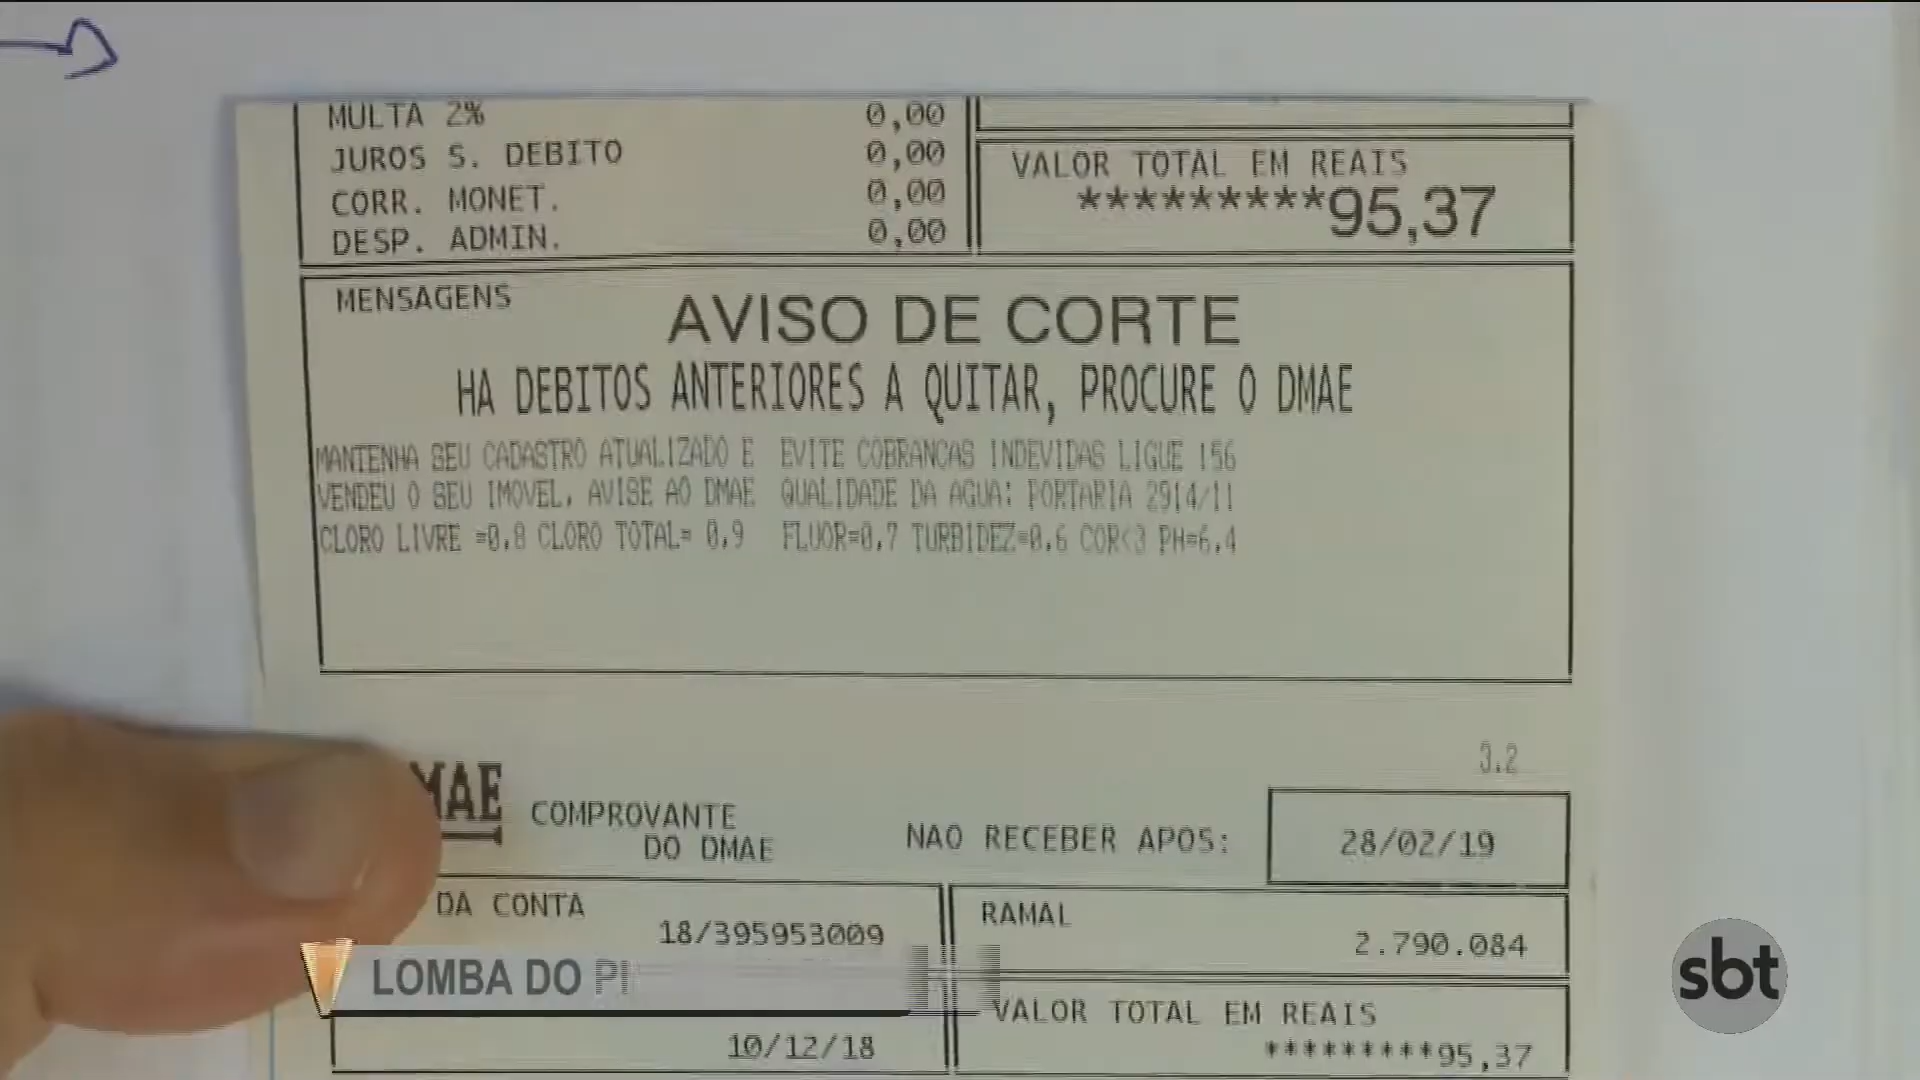 MULTA 2% 0,00
JUROS S. DEBITO 0,00
CORR. MONET. 0,00
DESP. ADMIN. 0,00
VALOR TOTAL EM REAIS
*********95,37
MENSAGENS
AVISO DE CORTE
HA DEBITOS ANTERIORES A QUITAR, PROCURE O DMAE
MANTENHA SEU CADASTRO ATUALIZADO E EVITE COBRANCAS INDEVIDAS LIGUE 156
VENDEU O SEU IMOVEL, AVISE AO DMAE QUALIDADE DA AGUA: PORTARIA 2914/11
CLORO LIVRE =0,8 CLORO TOTAL= 0,9 FLUOR=0,7 TURBIDEZ=0,6 COR<3 PH=6,4
3.2
MAE
COMPROVANTE
DO DMAE
NAO RECEBER APOS:
28/02/19
DA CONTA
18/395953009
RAMAL
2.790.084
10/12/18
VALOR TOTAL EM REAIS
*********95,37
LOMBA DO PI
sbt